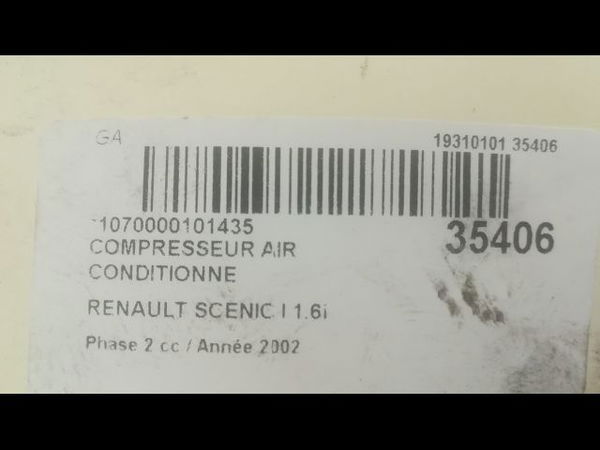 GA
19310101 35406
1070000101435
35406
COMPRESSEUR AIR
CONDITIONNE
RENAULT SCENIC I 1.6i
Phase 2 cc / Année 2002